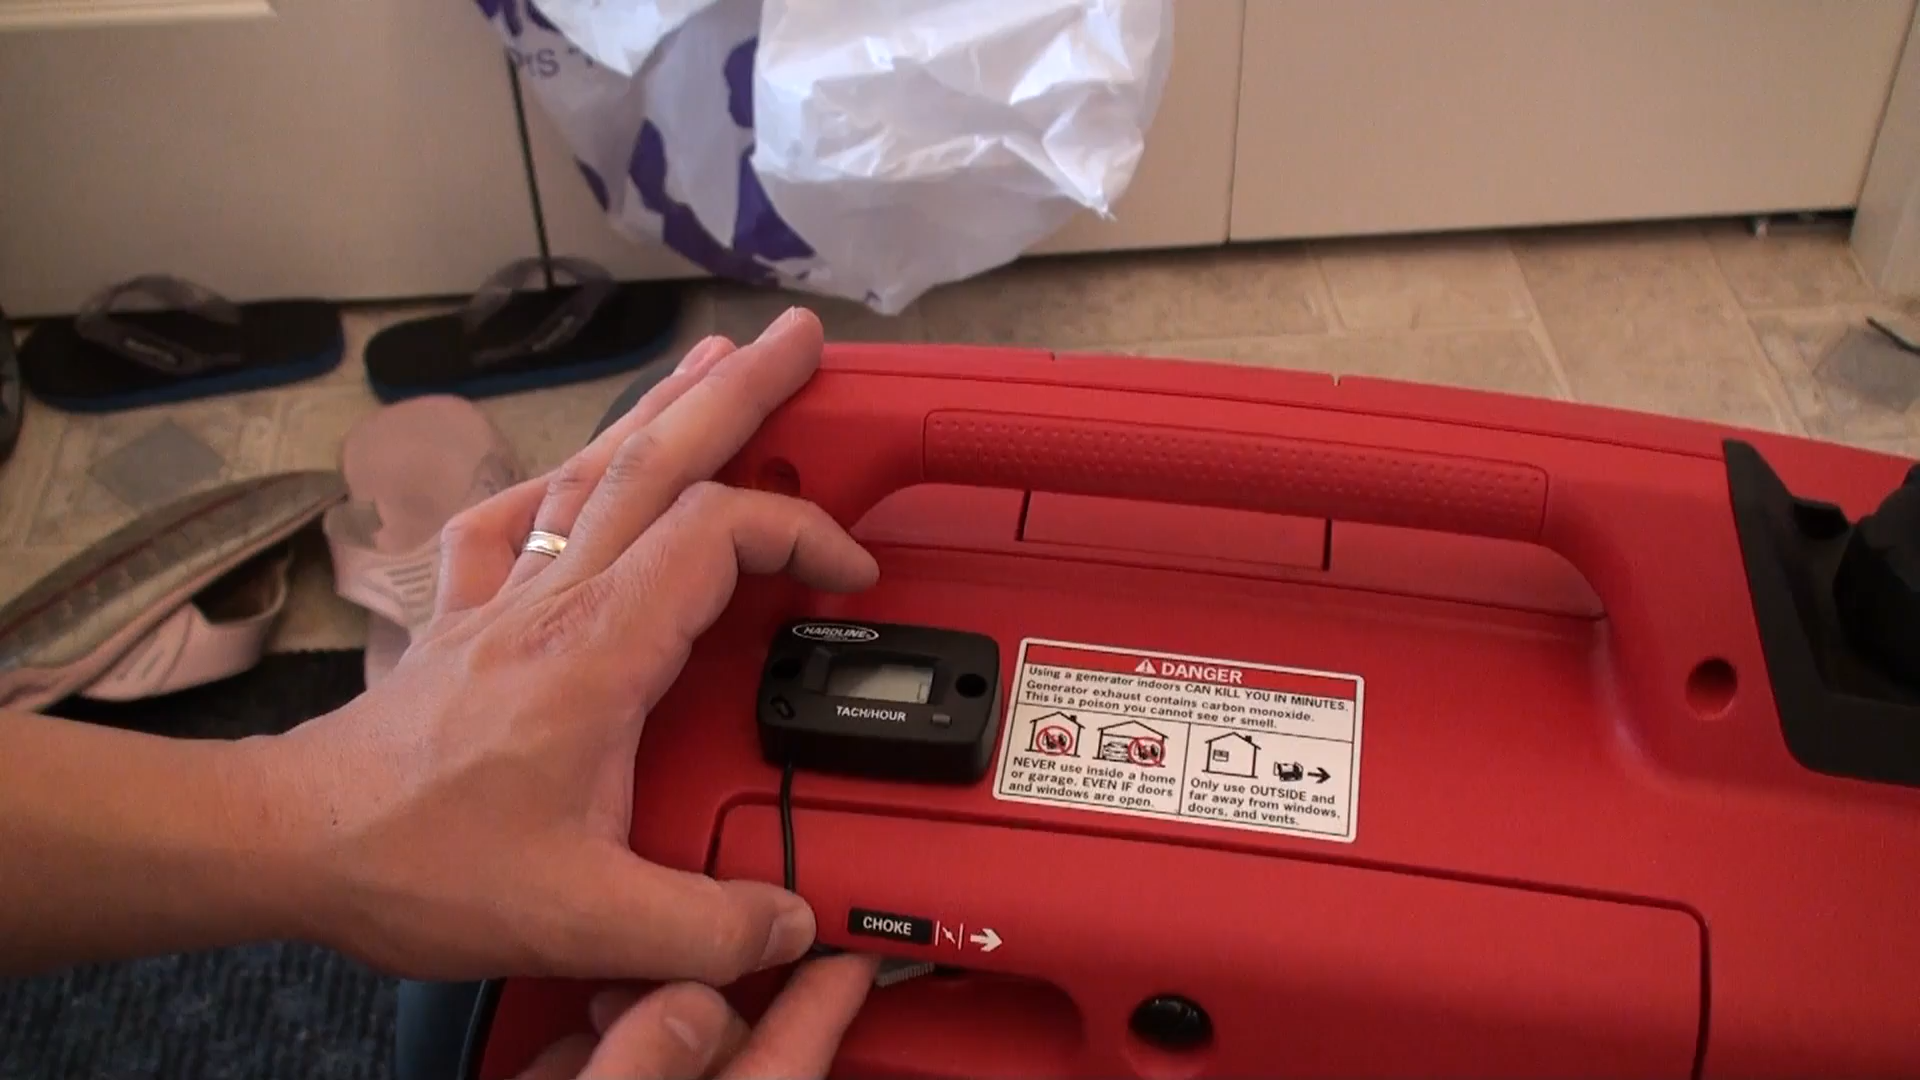 HARDLINE
TACH/HOUR
DANGER
Using a generator indoors CAN KILL YOU IN MINUTES.
Generator exhaust contains carbon monoxide.
This is a poison you cannot see or smell.
NEVER use inside a home
or garage, EVEN IF doors
and windows are open.
Only use OUTSIDE and
far away from windows,
doors, and vents.
CHOKE